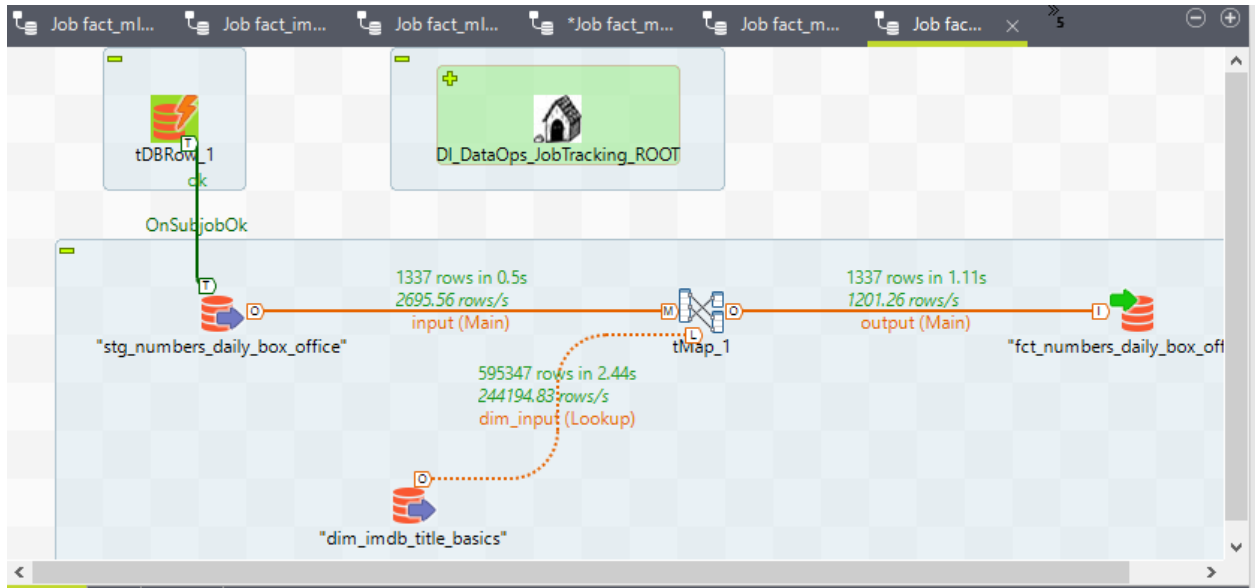 Job fact_ml... Job fact_im... Job fact_ml... *Job fact_m... Job fact_m... Job fac... 5
tDBRow_1
ok
DI_DataOps_JobTracking_ROOT
OnSubjobOk
T
T
1337 rows in 0.5s
2695.56 rows/s
input (Main)
1337 rows in 1.11s
1201.26 rows/s
output (Main)
O
M
O
I
L
"stg_numbers_daily_box_office"
tMap_1
"fct_numbers_daily_box_off
595347 rows in 2.44s
244194.83 rows/s
dim_input (Lookup)
O
"dim_imdb_title_basics"